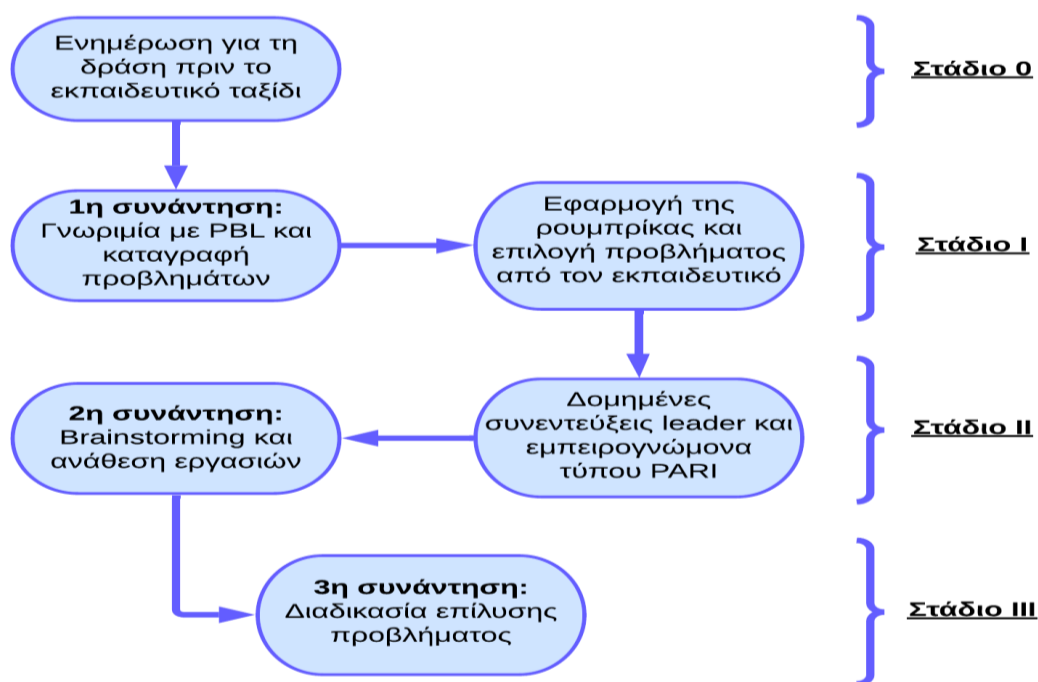 Ενημέρωση για τη
δράση πριν το
εκπαιδευτικό ταξίδι
Στάδιο 0
1η συνάντηση:
Γνωριμία με PBL και
καταγραφή
προβλημάτων
Εφαρμογή της
ρουμπρίκας και
επιλογή προβλήματος
από τον εκπαιδευτικό
Στάδιο I
2η συνάντηση:
Brainstorming και
ανάθεση εργασιών
Δομημένες
συνεντεύξεις leader και
εμπειρογνώμονα
τύπου PARI
Στάδιο II
3η συνάντηση:
Διαδικασία επίλυσης
προβλήματος
Στάδιο III